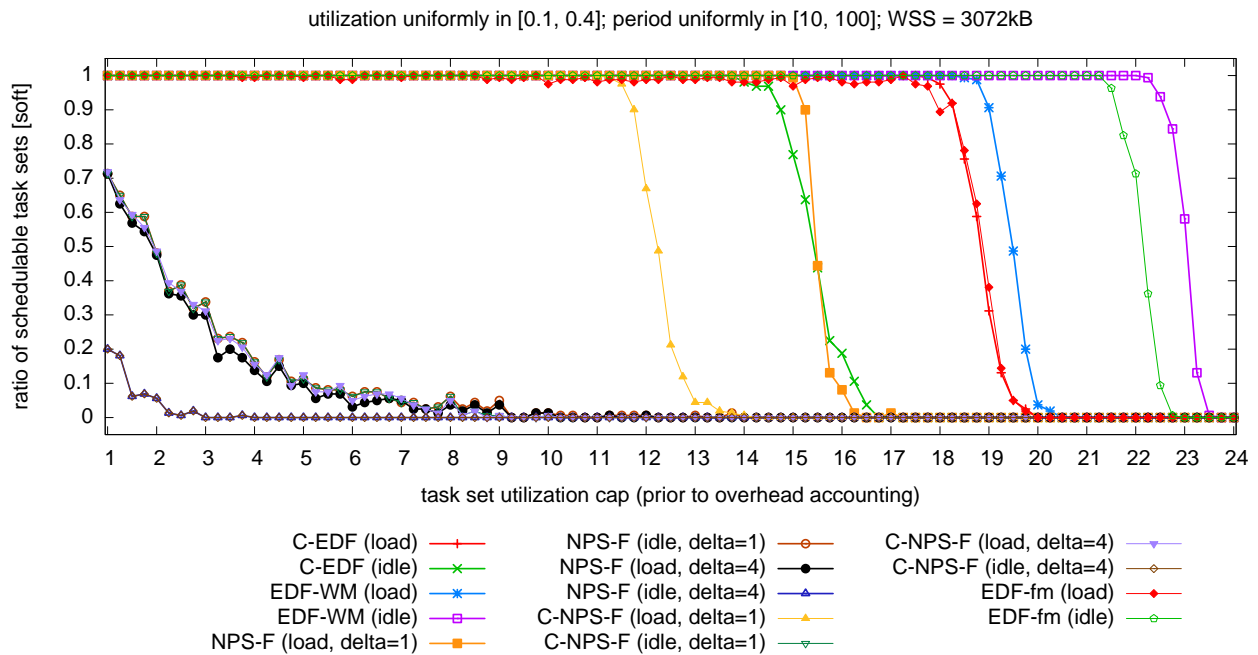 utilization uniformly in [0.1, 0.4]; period uniformly in [10, 100]; WSS = 3072kB
ratio of schedulable task sets [soft]
1
0.9
0.8
0.7
0.6
0.5
0.4
0.3
0.2
0.1
0
1 2 3 4 5 6 7 8 9 10 11 12 13 14 15 16 17 18 19 20 21 22 23 24
task set utilization cap (prior to overhead accounting)
C-EDF (load)
C-EDF (idle)
EDF-WM (load)
EDF-WM (idle)
NPS-F (load, delta=1)
NPS-F (idle, delta=1)
NPS-F (load, delta=4)
NPS-F (idle, delta=4)
C-NPS-F (load, delta=1)
C-NPS-F (idle, delta=1)
C-NPS-F (load, delta=4)
C-NPS-F (idle, delta=4)
EDF-fm (load)
EDF-fm (idle)